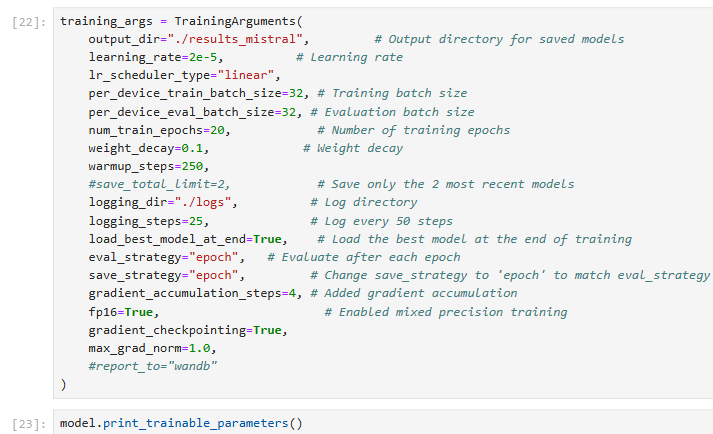 [22]: training_args = TrainingArguments(
output_dir="./results_mistral", # Output directory for saved models
learning_rate=2e-5, # Learning rate
lr_scheduler_type="linear",
per_device_train_batch_size=32, # Training batch size
per_device_eval_batch_size=32, # Evaluation batch size
num_train_epochs=20, # Number of training epochs
weight_decay=0.1, # Weight decay
warmup_steps=250,
#save_total_limit=2, # Save only the 2 most recent models
logging_dir="./logs", # Log directory
logging_steps=25, # Log every 50 steps
load_best_model_at_end=True, # Load the best model at the end of training
eval_strategy="epoch", # Evaluate after each epoch
save_strategy="epoch", # Change save_strategy to 'epoch' to match eval_strategy
gradient_accumulation_steps=4, # Added gradient accumulation
fp16=True, # Enabled mixed precision training
gradient_checkpointing=True,
max_grad_norm=1.0,
#report_to="wandb"
)
[23]: model.print_trainable_parameters()